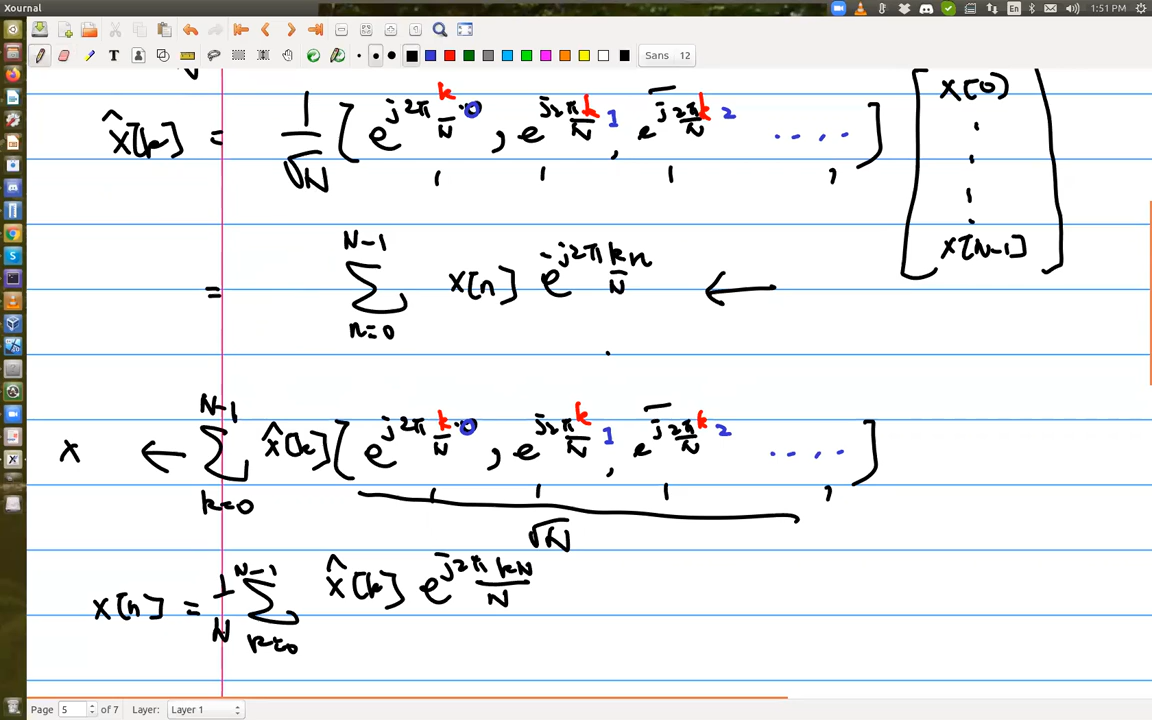 Xournal
En
1:51 PM
Sans 12
x̂[k] = 1/√N [ e^{j2π k/N ·0}, e^{j2π k/N 1}, e^{j2π k/N 2} .... ] [ x[0] . . . . x[N-1] ]
= Σ_{n=0}^{N-1} x[n] e^{-j2π kn/N} ←
x ← Σ_{k=0}^{N-1} x̂[k] [ e^{j2π k/N ·0}, e^{j2π k/N 1}, e^{j2π k/N 2} .... ]
√N
x[n] = 1/N Σ_{k=0}^{N-1} x̂[k] e^{j2π kN/N}
Page 5 of 7 Layer: Layer 1